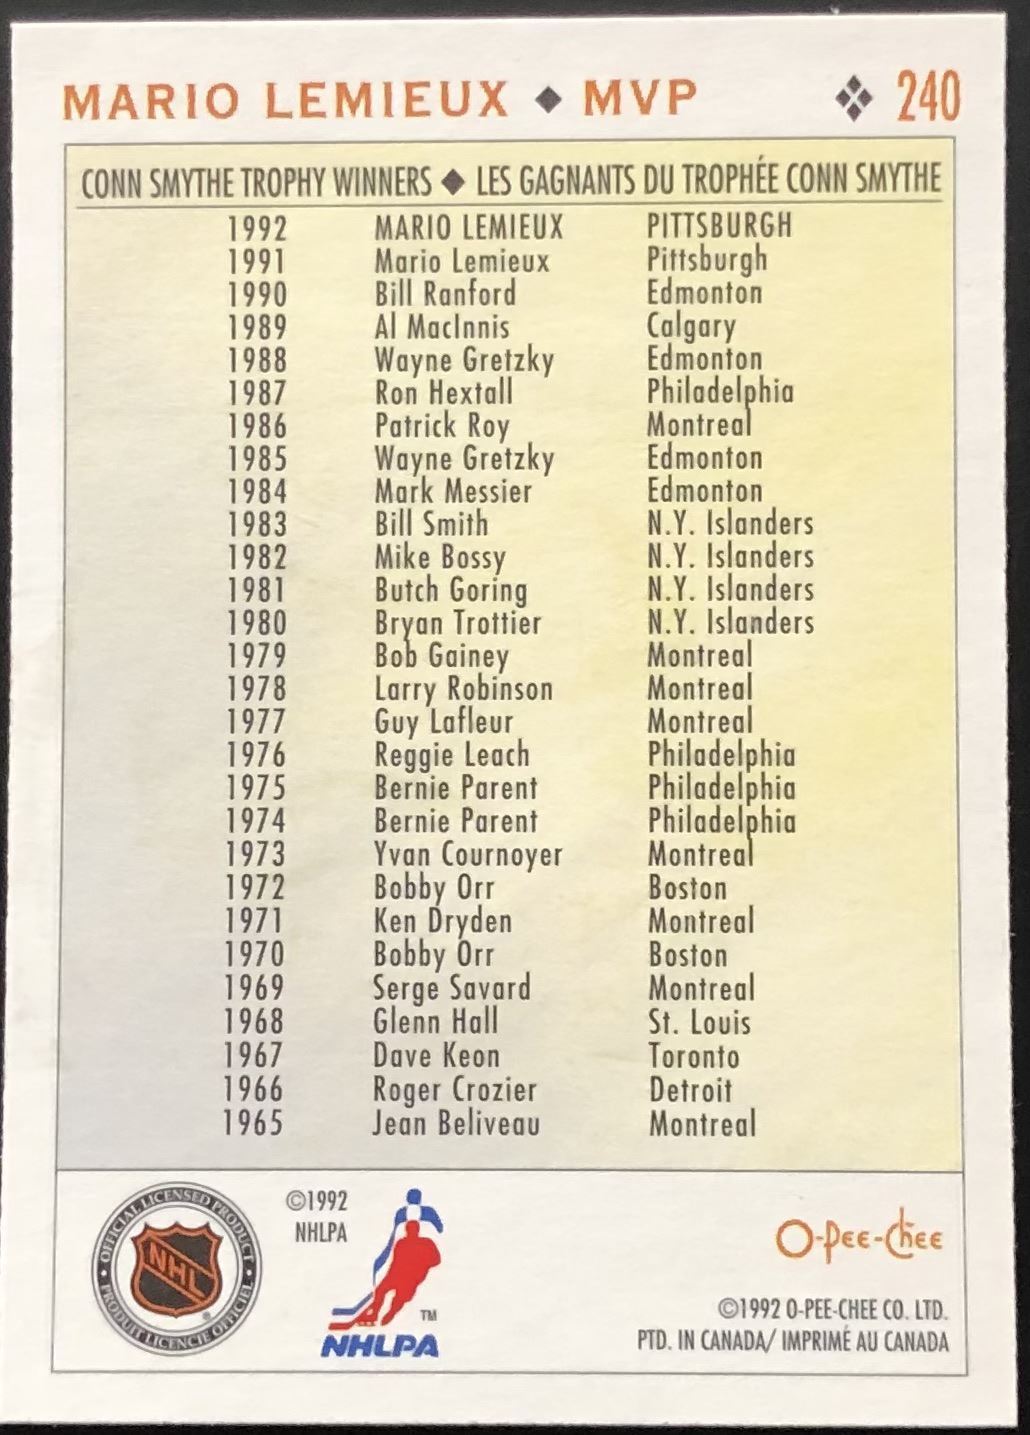 MARIO LEMIEUX ◆ MVP ❖ 240
CONN SMYTHE TROPHY WINNERS ◆ LES GAGNANTS DU TROPHÉE CONN SMYTHE
1992 MARIO LEMIEUX PITTSBURGH
1991 Mario Lemieux Pittsburgh
1990 Bill Ranford Edmonton
1989 Al MacInnis Calgary
1988 Wayne Gretzky Edmonton
1987 Ron Hextall Philadelphia
1986 Patrick Roy Montreal
1985 Wayne Gretzky Edmonton
1984 Mark Messier Edmonton
1983 Bill Smith N.Y. Islanders
1982 Mike Bossy N.Y. Islanders
1981 Butch Goring N.Y. Islanders
1980 Bryan Trottier N.Y. Islanders
1979 Bob Gainey Montreal
1978 Larry Robinson Montreal
1977 Guy Lafleur Montreal
1976 Reggie Leach Philadelphia
1975 Bernie Parent Philadelphia
1974 Bernie Parent Philadelphia
1973 Yvan Cournoyer Montreal
1972 Bobby Orr Boston
1971 Ken Dryden Montreal
1970 Bobby Orr Boston
1969 Serge Savard Montreal
1968 Glenn Hall St. Louis
1967 Dave Keon Toronto
1966 Roger Crozier Detroit
1965 Jean Beliveau Montreal
• OFFICIAL LICENSED PRODUCT •
NHL
®
PRODUIT LICENCIE OFFICIEL
©1992
NHLPA
™
NHLPA
O-Pee-Chee
©1992 O-PEE-CHEE CO. LTD.
PTD. IN CANADA/ IMPRIMÉ AU CANADA